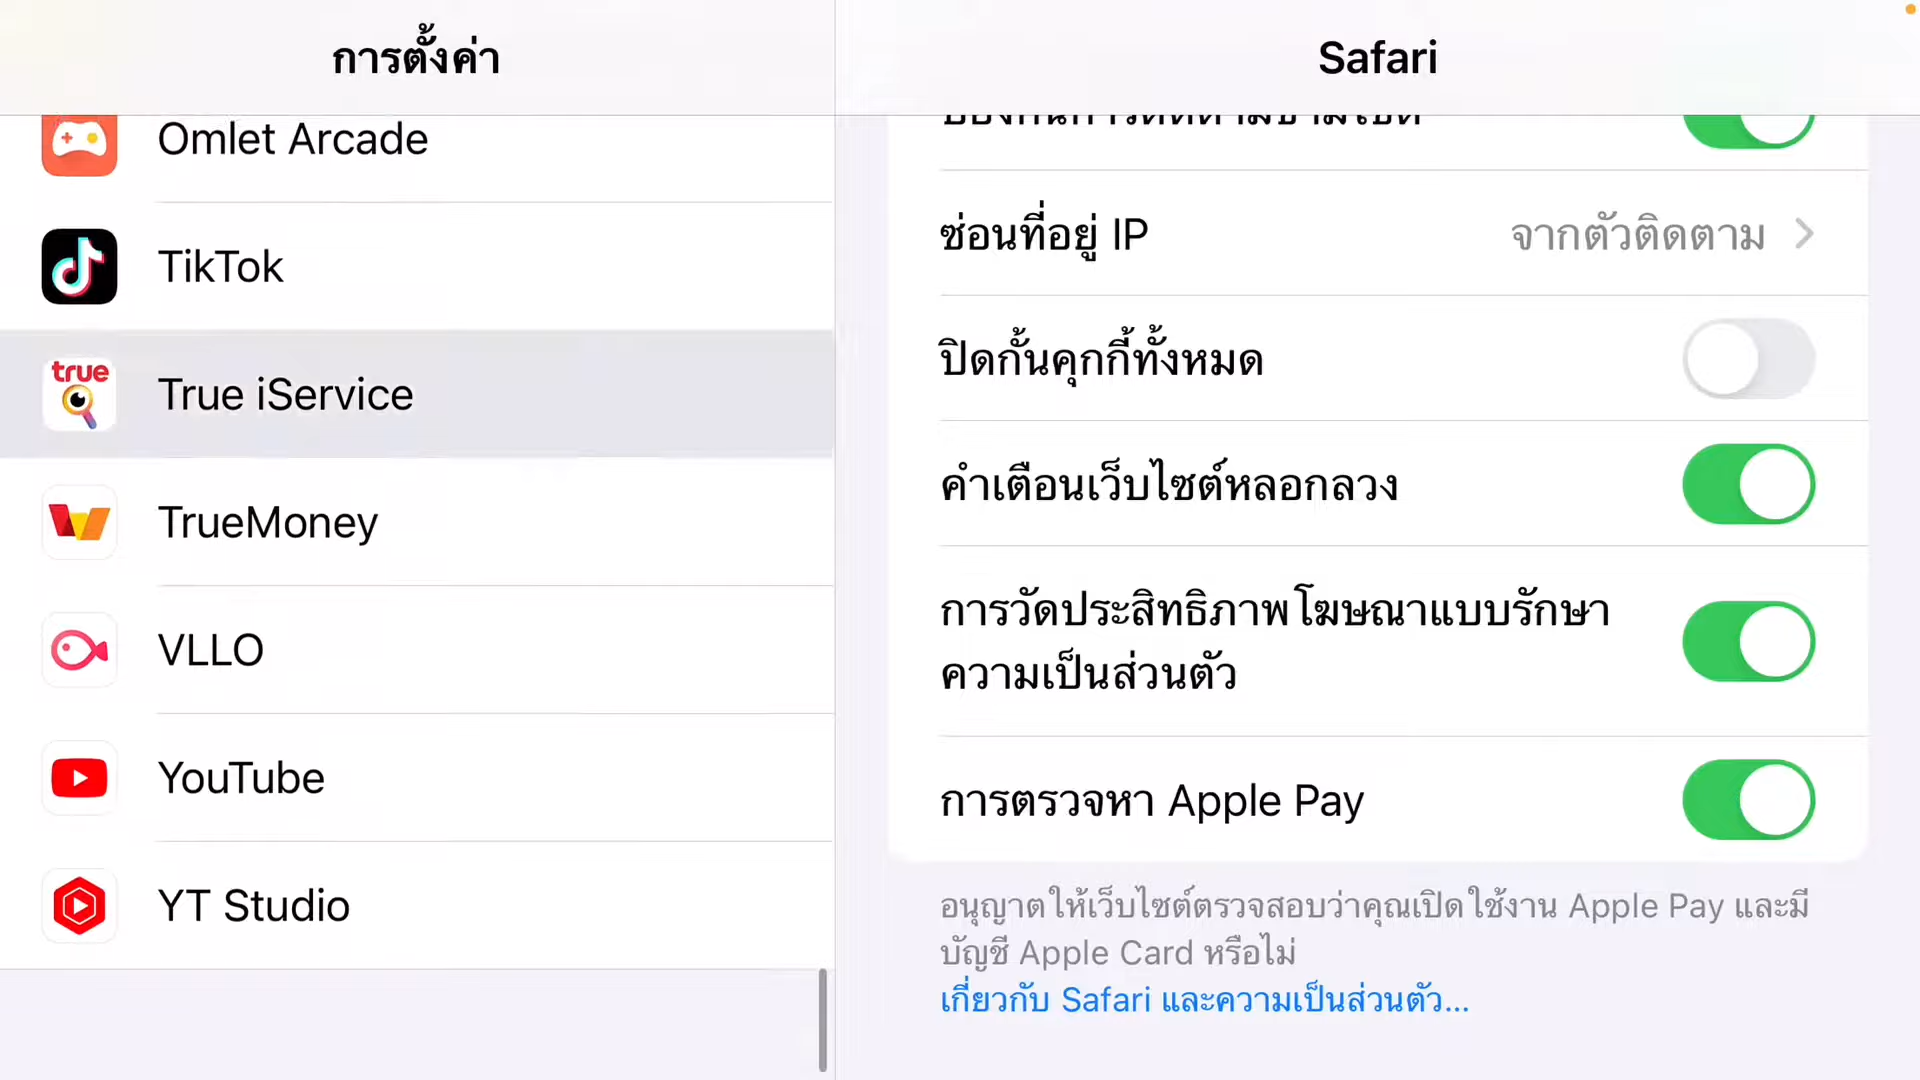 การตั้งค่า
Omlet Arcade
TikTok
true
True iService
TrueMoney
VLLO
YouTube
YT Studio
Safari
ซ่อนที่อยู่ IP
จากตัวติดตาม
ปิดกั้นคุกกี้ทั้งหมด
คำเตือนเว็บไซต์หลอกลวง
การวัดประสิทธิภาพโฆษณาแบบรักษา
ความเป็นส่วนตัว
การตรวจหา Apple Pay
อนุญาตให้เว็บไซต์ตรวจสอบว่าคุณเปิดใช้งาน Apple Pay และมี
บัญชี Apple Card หรือไม่
เกี่ยวกับ Safari และความเป็นส่วนตัว...